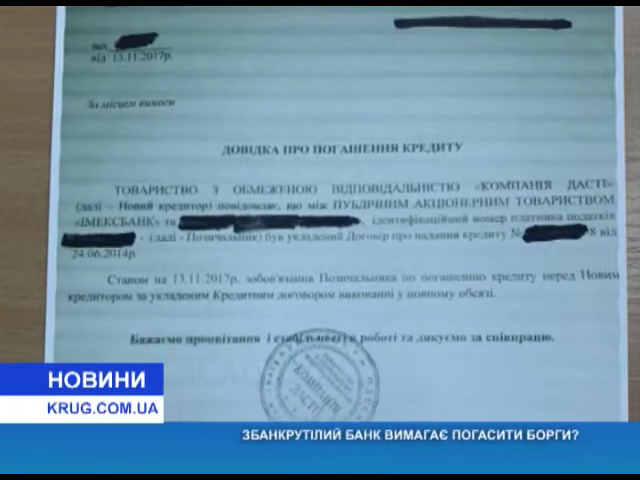 вих.
від 13.11.2017р.
За місцем вимоги
ДОВІДКА ПРО ПОГАШЕННЯ КРЕДИТУ
ТОВАРИСТВО З ОБМЕЖЕНОЮ ВІДПОВІДАЛЬНІСТЮ «КОМПАНІЯ ДАСТІ»
(далі – Новий кредитор) повідомляє, що між ПУБЛІЧНИМ АКЦІОНЕРНИМ ТОВАРИСТВОМ
«ІМЕКСБАНК» та , ідентифікаційний номер платника податків
- (далі - Позичальник) був укладений Договір про надання кредиту № 8 від
24.06.2014р.
Станом на 13.11.2017р. зобов'язання Позичальника по погашенню кредиту перед Новим
кредитором за укладеним Кредитним договором виконанні у повному обсязі.
Бажаємо процвітання і стабільності в роботі та дякуємо за співпрацю.
"КОМПАНІЯ
ДАСТІ"
НОВИНИ
KRUG.COM.UA
ЗБАНКРУТІЛИЙ БАНК ВИМАГАЄ ПОГАСИТИ БОРГИ?